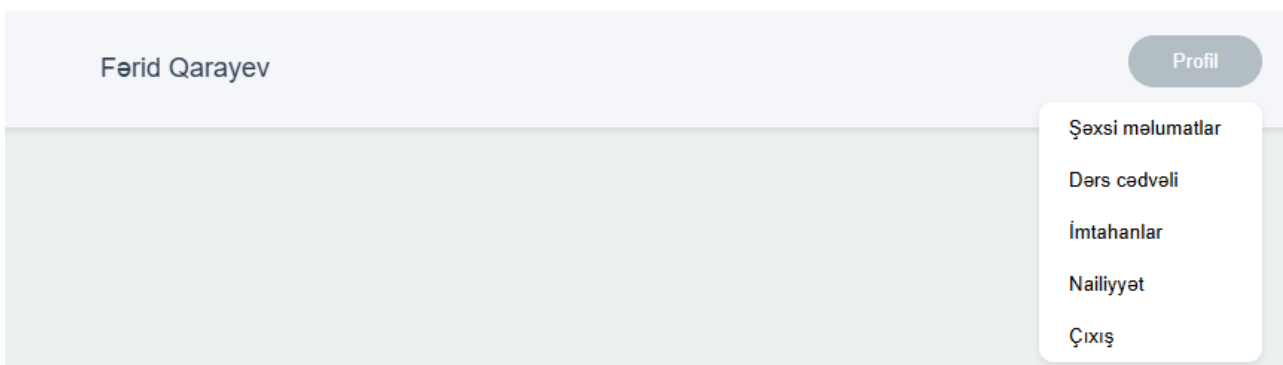 Fərid Qarayev
Profil
Şəxsi məlumatlar
Dərs cədvəli
İmtahanlar
Nailiyyət
Çıxış